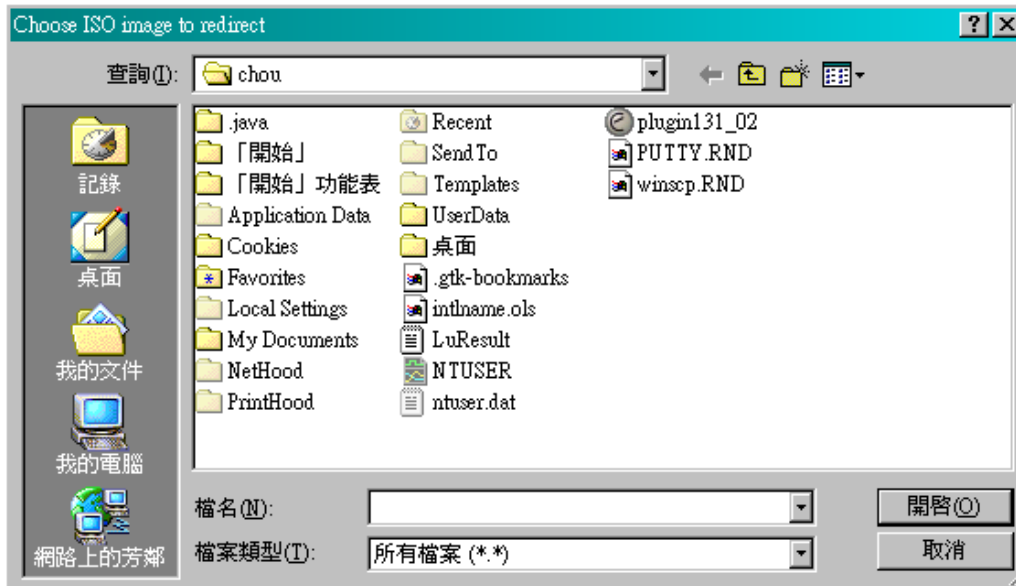 Choose ISO image to redirect
查詢(I):
chou
記錄
桌面
我的文件
我的電腦
網路上的芳鄰
.java
「開始」
「開始」功能表
Application Data
Cookies
Favorites
Local Settings
My Documents
NetHood
PrintHood
Recent
SendTo
Templates
UserData
桌面
.gtk-bookmarks
intlname.ols
LuResult
NTUSER
ntuser.dat
plugin131_02
PUTTY.RND
winscp.RND
檔名(N):
開啓(O)
檔案類型(T):
所有檔案 (*.*)
取消